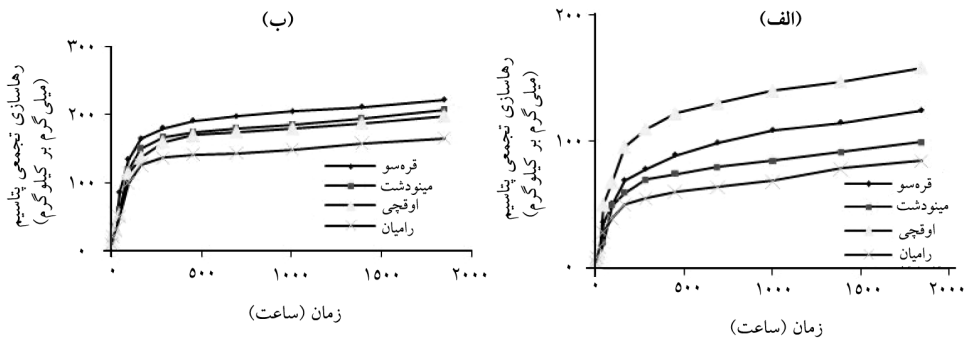 (الف)
رهاسازی تجمعی پتاسیم
(میلی گرم بر کیلوگرم)
۲۰۰
۱۰۰
۰
قره‌سو
مینودشت
اوقچی
رامیان
۰ ۵۰۰ ۱۰۰۰ ۱۵۰۰ ۲۰۰۰
زمان (ساعت)
(ب)
رهاسازی تجمعی پتاسیم
(میلی گرم بر کیلوگرم)
۳۰۰
۲۰۰
۱۰۰
۰
قره‌سو
مینودشت
اوقچی
رامیان
۰ ۵۰۰ ۱۰۰۰ ۱۵۰۰ ۲۰۰۰
زمان (ساعت)